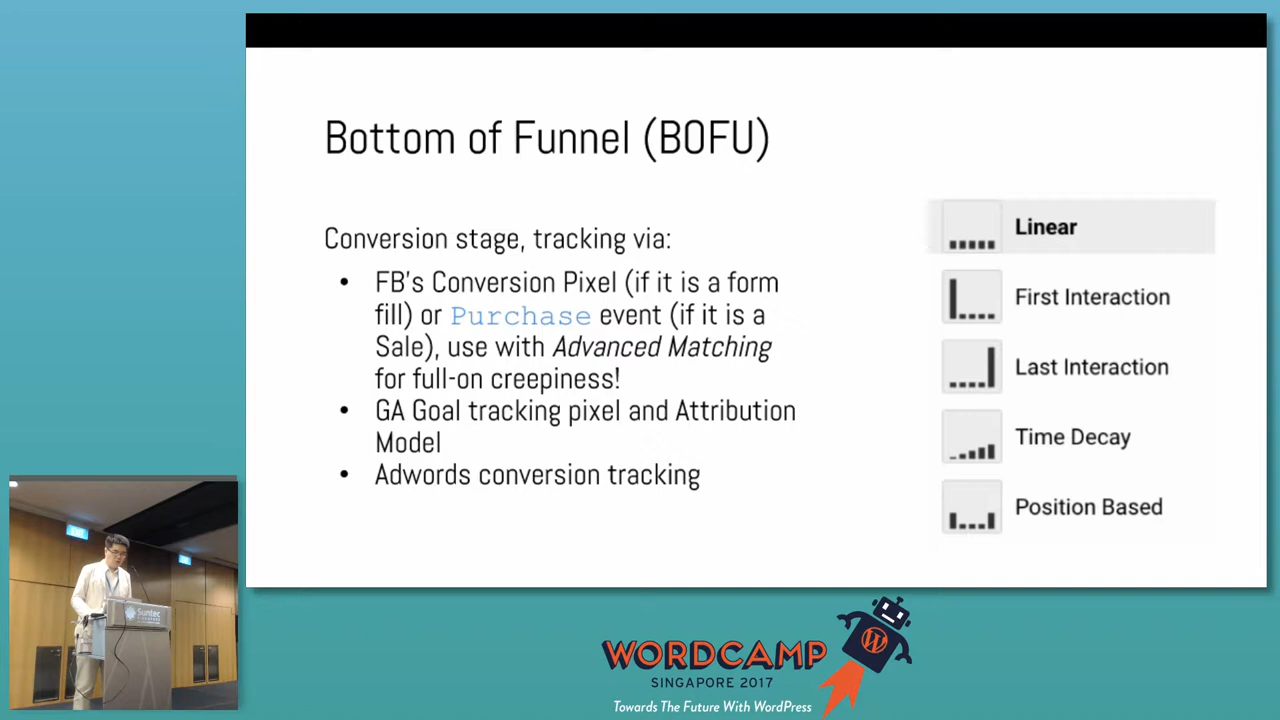 Bottom of Funnel (BOFU)
Conversion stage, tracking via:
• FB's Conversion Pixel (if it is a form
fill) or Purchase event (if it is a
Sale), use with Advanced Matching
for full-on creepiness!
• GA Goal tracking pixel and Attribution
Model
• Adwords conversion tracking
Linear
First Interaction
Last Interaction
Time Decay
Position Based
EXIT
Suntec
WORDCAMP
SINGAPORE 2017
Towards The Future With WordPress